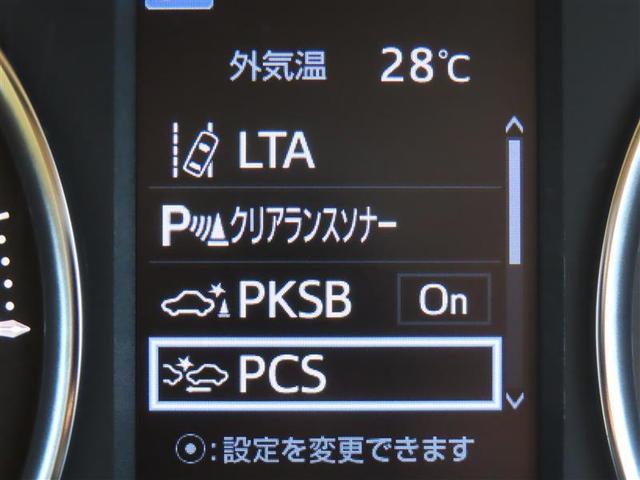 外気温 28℃
LTA
P クリアランスソナー
PKSB On
PCS
⦿:設定を変更できます